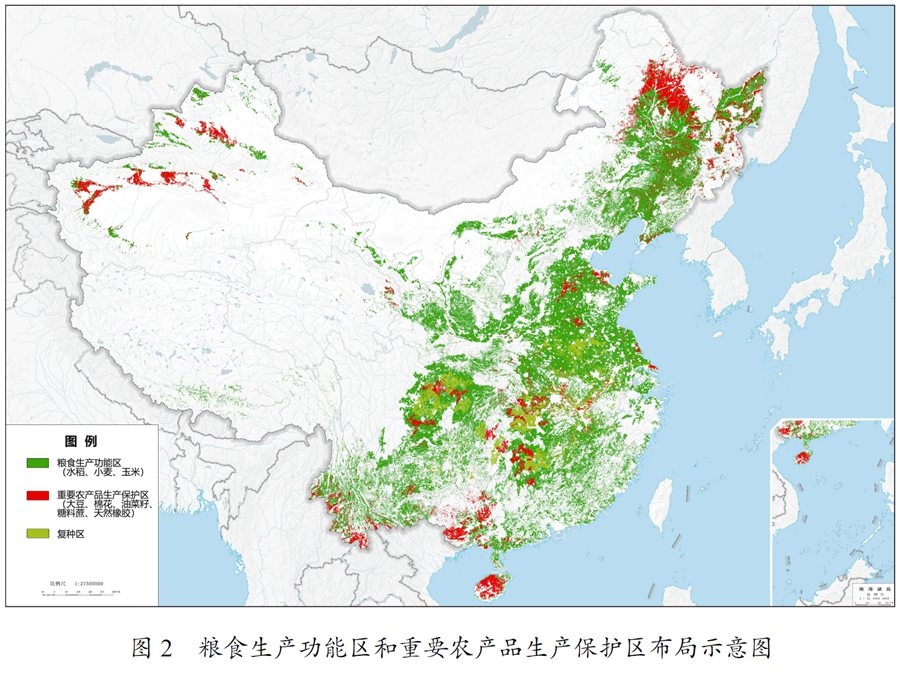 图 例
粮食生产功能区
（水稻、小麦、玉米）
重要农产品生产保护区
（大豆、棉花、油菜籽、
糖料蔗、天然橡胶）
复种区
比例尺 1:27500000
南 海 诸 岛
图2 粮食生产功能区和重要农产品生产保护区布局示意图